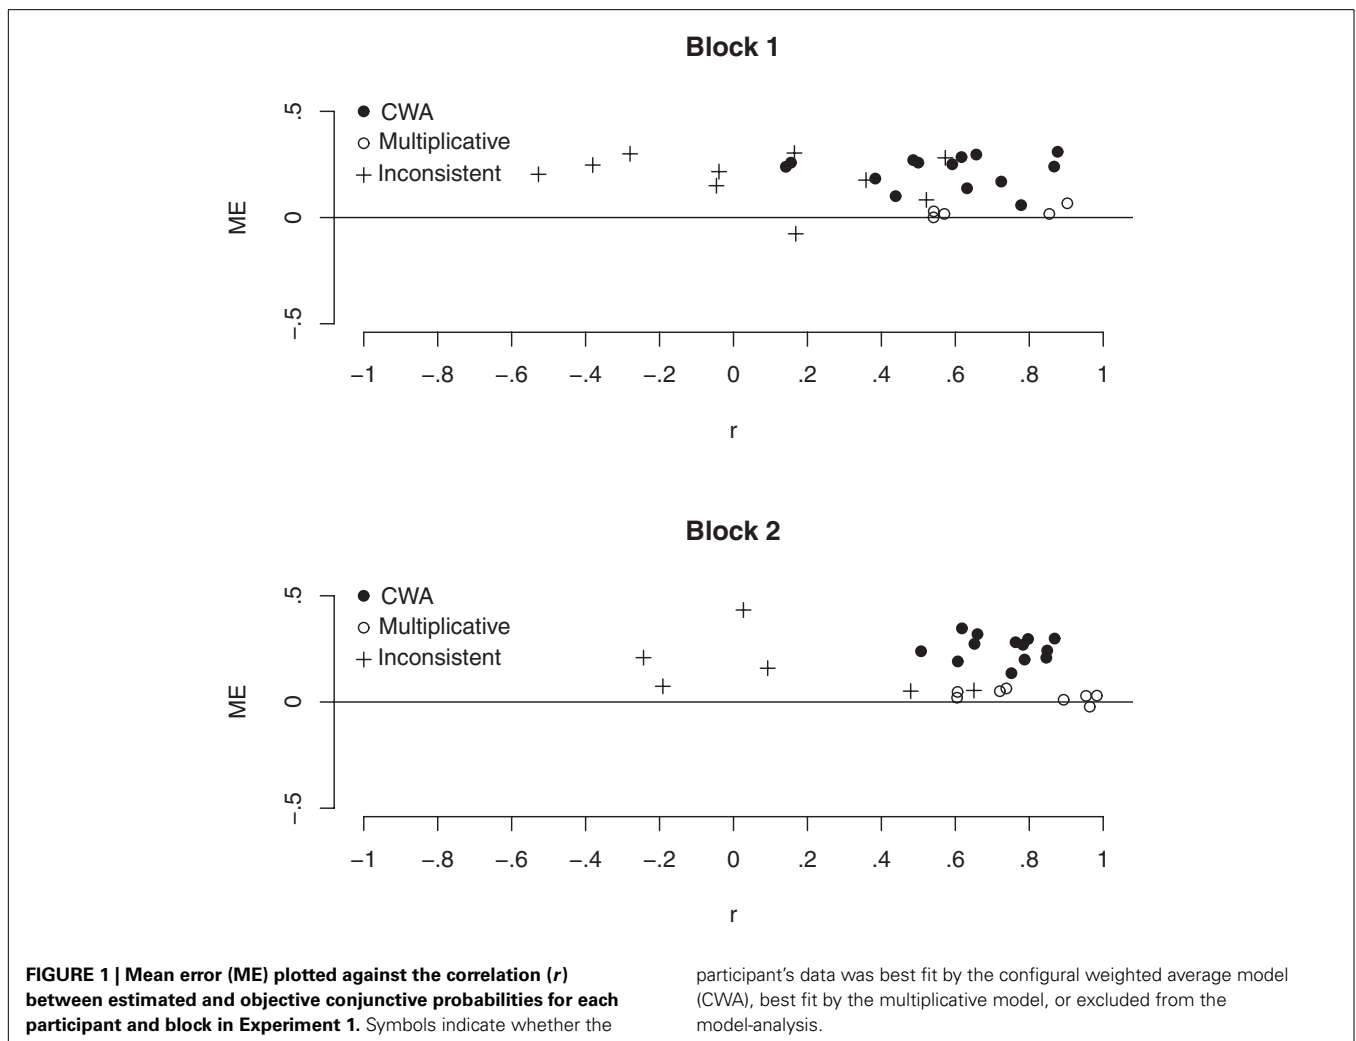 Block 1
.5
0
−.5
ME
CWA
Multiplicative
Inconsistent
−1 −.8 −.6 −.4 −.2 0 .2 .4 .6 .8 1
r
Block 2
.5
0
−.5
ME
CWA
Multiplicative
Inconsistent
−1 −.8 −.6 −.4 −.2 0 .2 .4 .6 .8 1
r
FIGURE 1 | Mean error (ME) plotted against the correlation (r)
between estimated and objective conjunctive probabilities for each
participant and block in Experiment 1. Symbols indicate whether the
participant’s data was best fit by the configural weighted average model
(CWA), best fit by the multiplicative model, or excluded from the
model-analysis.